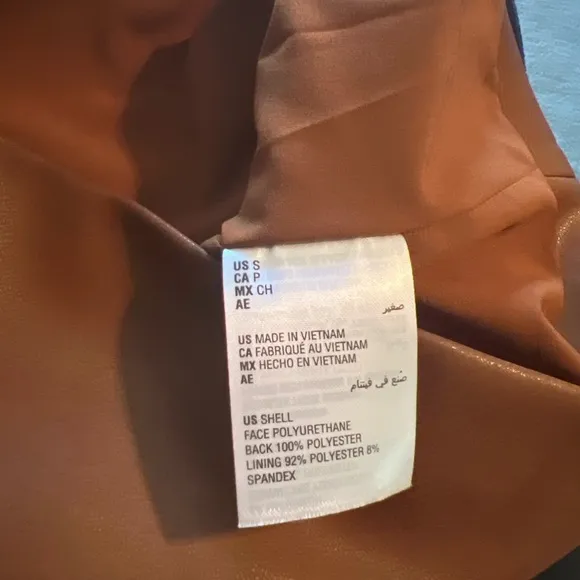 US S
CA P
MX CH
AE
صغير
US MADE IN VIETNAM
CA FABRIQUÉ AU VIETNAM
MX HECHO EN VIETNAM
AE
صُنع في فيتنام
US SHELL
FACE POLYURETHANE
BACK 100% POLYESTER
LINING 92% POLYESTER 8%
SPANDEX